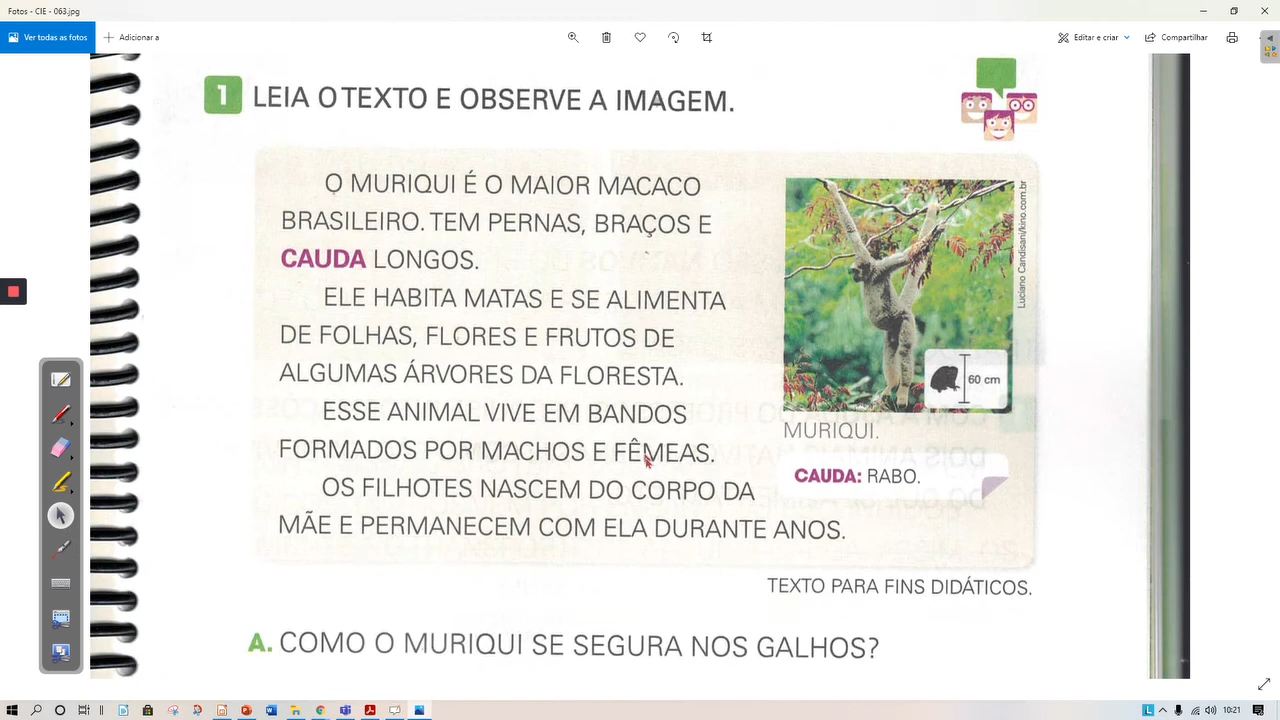 Fotos - CIE - 063.jpg
Ver todas as fotos
Adicionar a
Editar e criar
Compartilhar
1 LEIA O TEXTO E OBSERVE A IMAGEM.
O MURIQUI É O MAIOR MACACO
BRASILEIRO. TEM PERNAS, BRAÇOS E
CAUDA LONGOS.
ELE HABITA MATAS E SE ALIMENTA
DE FOLHAS, FLORES E FRUTOS DE
ALGUMAS ÁRVORES DA FLORESTA.
ESSE ANIMAL VIVE EM BANDOS
FORMADOS POR MACHOS E FÊMEAS.
OS FILHOTES NASCEM DO CORPO DA
MÃE E PERMANECEM COM ELA DURANTE ANOS.
Luciano Candisani/kino.com.br
60 cm
MURIQUI.
CAUDA: RABO.
TEXTO PARA FINS DIDÁTICOS.
A. COMO O MURIQUI SE SEGURA NOS GALHOS?
10:21